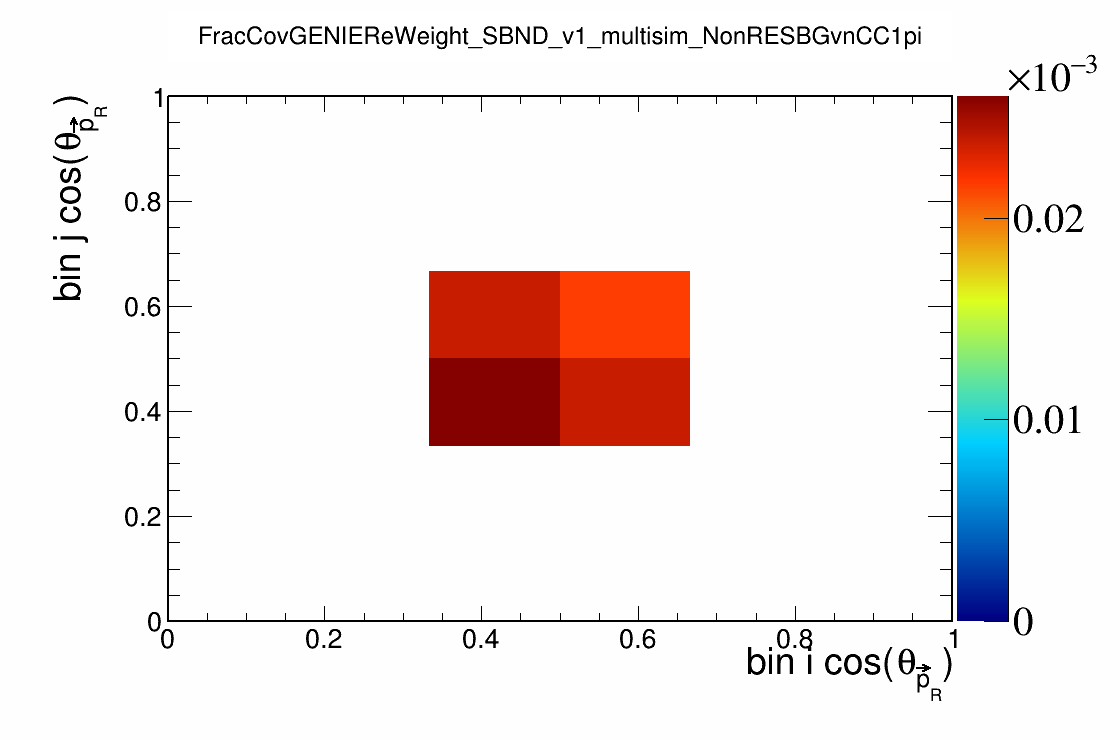 FracCovGENIEReWeight_SBND_v1_multisim_NonRESBGvnCC1pi
×10⁻³
bin j cos(θ_p⃗_R)
1
0.8
0.6
0.4
0.2
0
0 0.2 0.4 0.6 0.8 1
bin i cos(θ_p⃗_R)
0.02
0.01
0